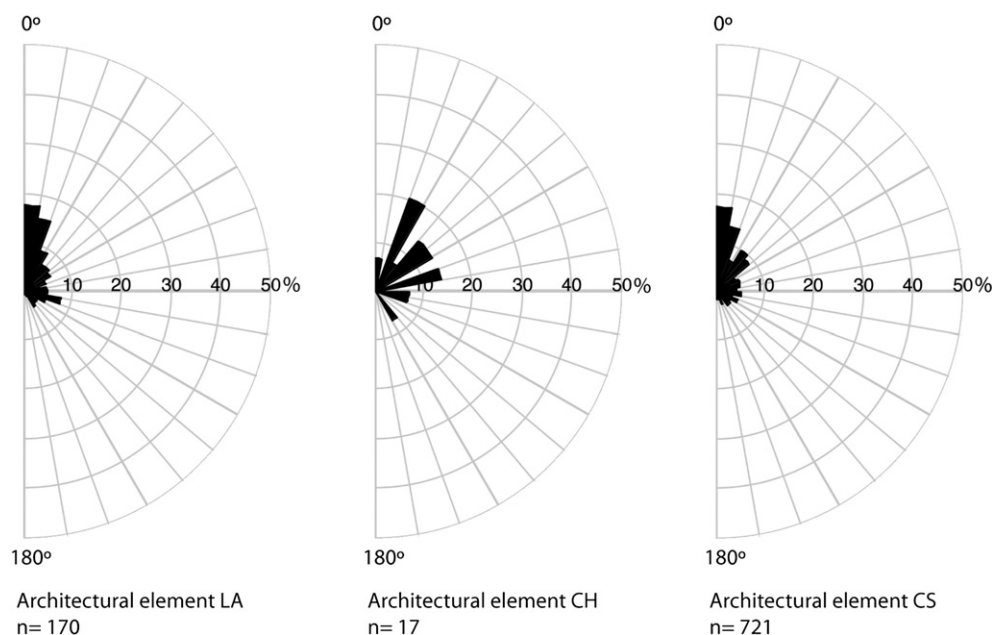 0º 0º 0º
10 20 30 40 50% 10 20 30 40 50% 10 20 30 40 50%
180º 180º 180º
Architectural element LA
n= 170
Architectural element CH
n= 17
Architectural element CS
n= 721